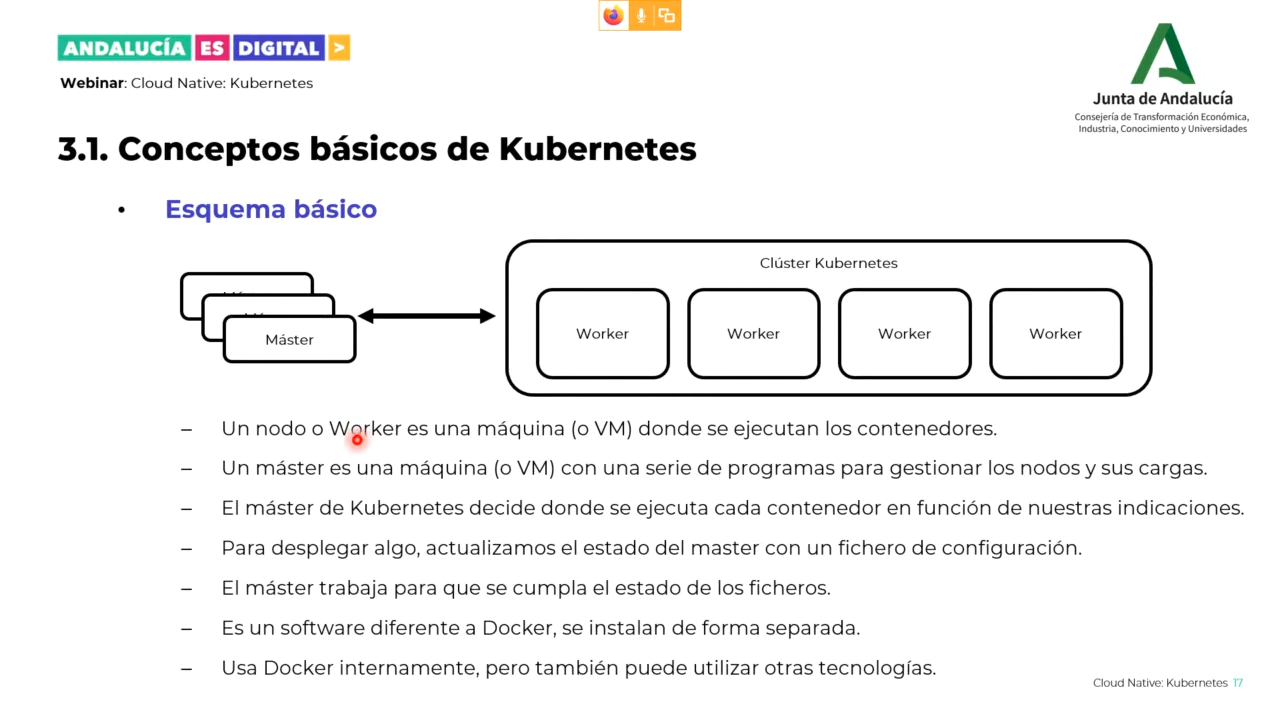 ANDALUCÍA ES DIGITAL >
Webinar: Cloud Native: Kubernetes
Junta de Andalucía
Consejería de Transformación Económica,
Industria, Conocimiento y Universidades
3.1. Conceptos básicos de Kubernetes
• Esquema básico
Clúster Kubernetes
Máster
Worker Worker Worker Worker
– Un nodo o Worker es una máquina (o VM) donde se ejecutan los contenedores.
– Un máster es una máquina (o VM) con una serie de programas para gestionar los nodos y sus cargas.
– El máster de Kubernetes decide donde se ejecuta cada contenedor en función de nuestras indicaciones.
– Para desplegar algo, actualizamos el estado del master con un fichero de configuración.
– El máster trabaja para que se cumpla el estado de los ficheros.
– Es un software diferente a Docker, se instalan de forma separada.
– Usa Docker internamente, pero también puede utilizar otras tecnologías.
Cloud Native: Kubernetes 17